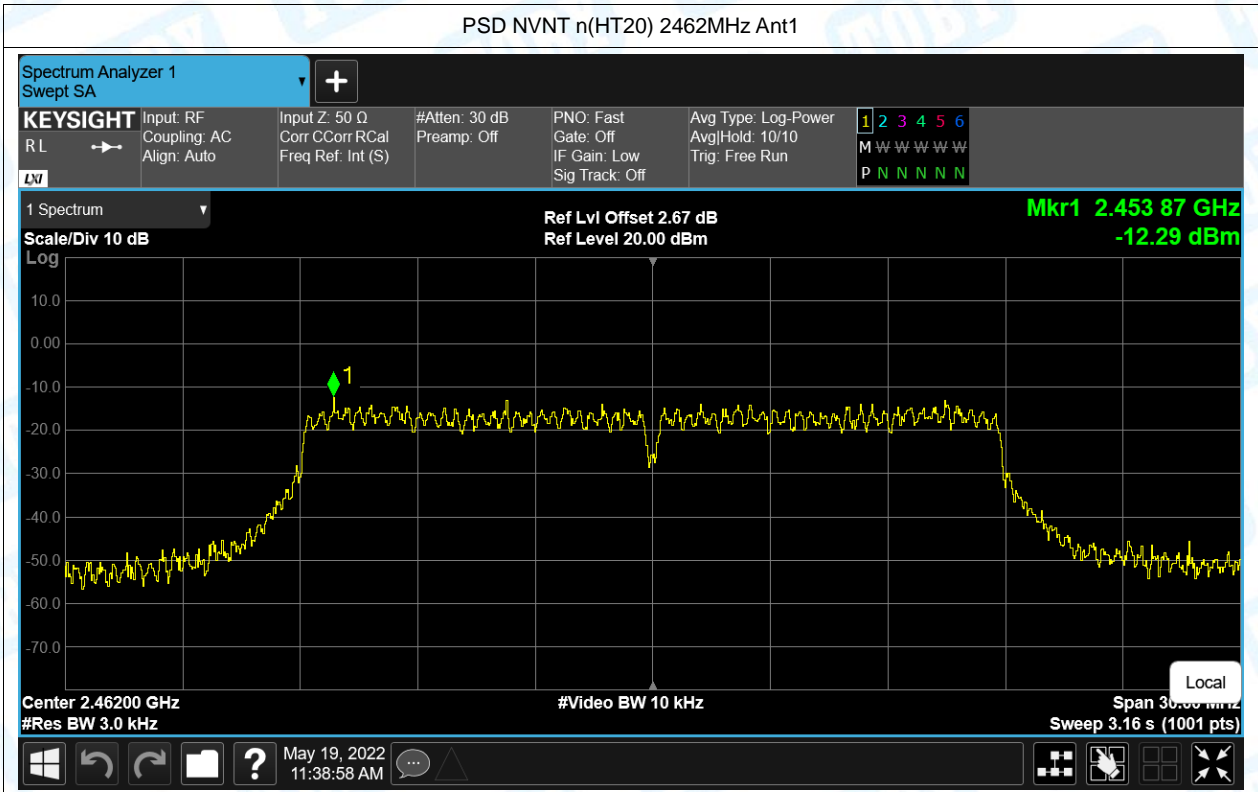 PSD NVNT n(HT20) 2462MHz Ant1
Spectrum Analyzer 1
Swept SA
KEYSIGHT
RL
LXI
Input: RF
Coupling: AC
Align: Auto
Input Z: 50 Ω
Corr CCorr RCal
Freq Ref: Int (S)
#Atten: 30 dB
Preamp: Off
PNO: Fast
Gate: Off
IF Gain: Low
Sig Track: Off
Avg Type: Log-Power
Avg|Hold: 10/10
Trig: Free Run
1 2 3 4 5 6
M W W W W W
P N N N N N
1 Spectrum
Scale/Div 10 dB
Log
Ref Lvl Offset 2.67 dB
Ref Level 20.00 dBm
Mkr1 2.453 87 GHz
-12.29 dBm
10.0
0.00
-10.0
-20.0
-30.0
-40.0
-50.0
-60.0
-70.0
1
Center 2.46200 GHz
#Res BW 3.0 kHz
#Video BW 10 kHz
Local
Span 30.00 MHz
Sweep 3.16 s (1001 pts)
?
May 19, 2022
11:38:58 AM